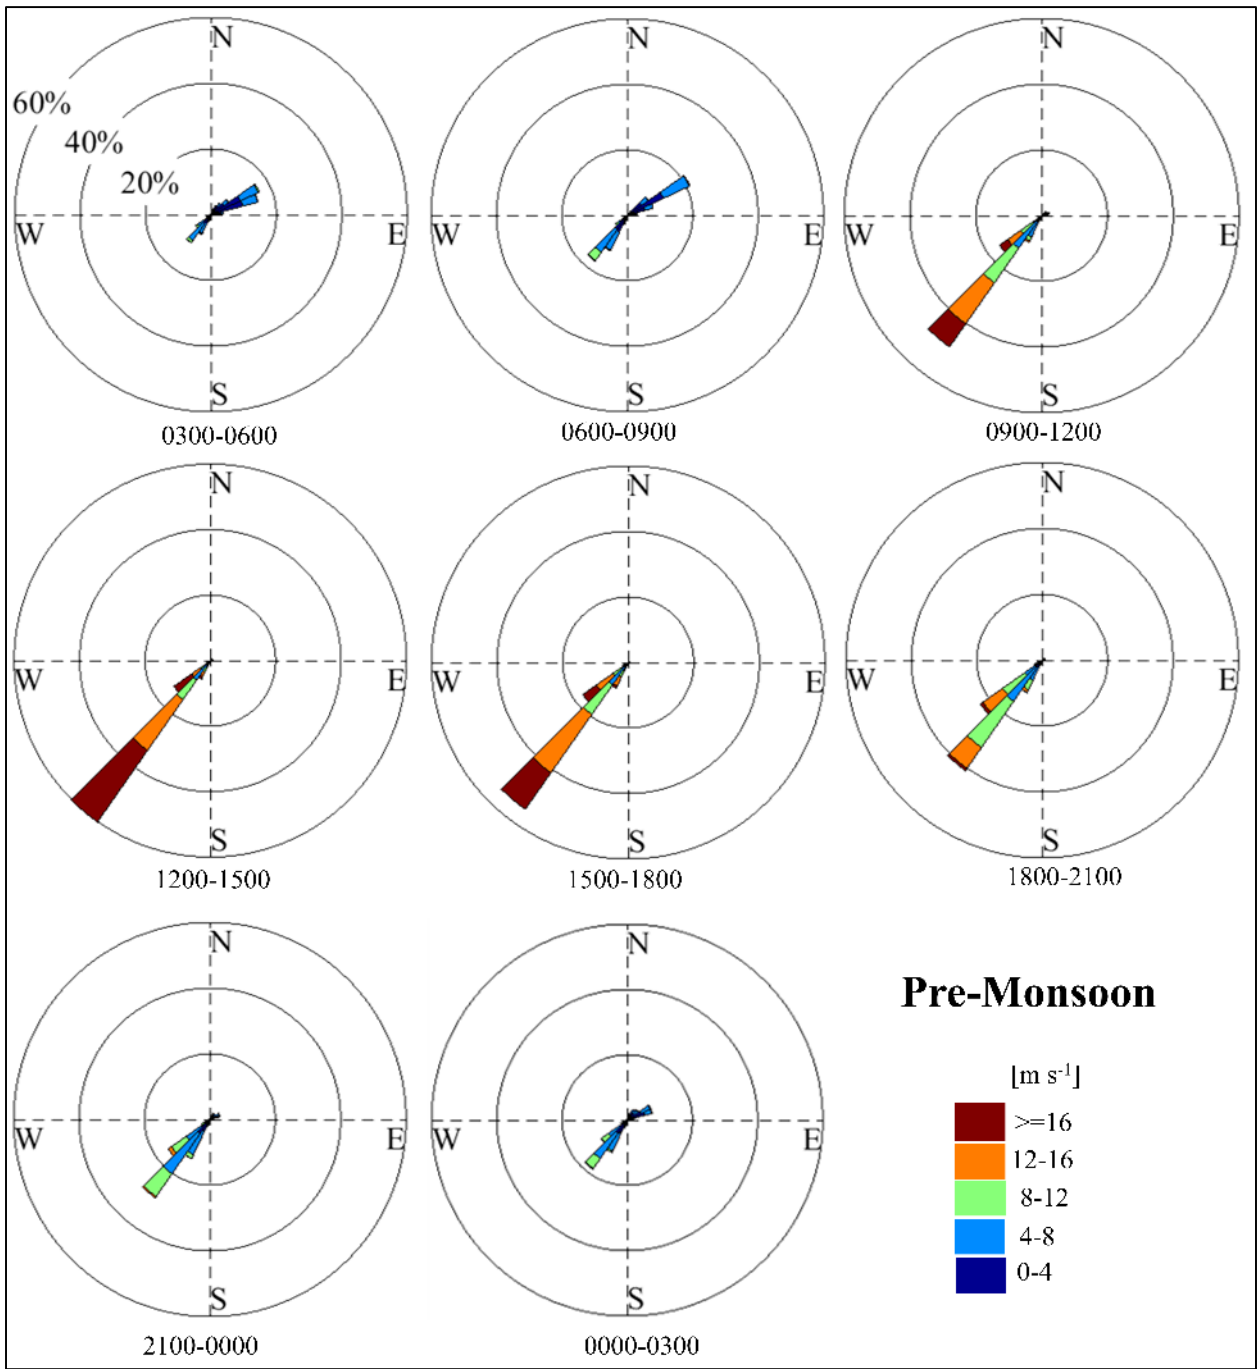 N
60%
40%
20%
W
E
S
0300-0600
N
W
E
S
0600-0900
N
W
E
S
0900-1200
N
W
E
S
1200-1500
N
W
E
S
1500-1800
N
W
E
S
1800-2100
N
W
E
S
2100-0000
N
W
E
S
0000-0300
Pre-Monsoon
[m s-1]
>=16
12-16
8-12
4-8
0-4